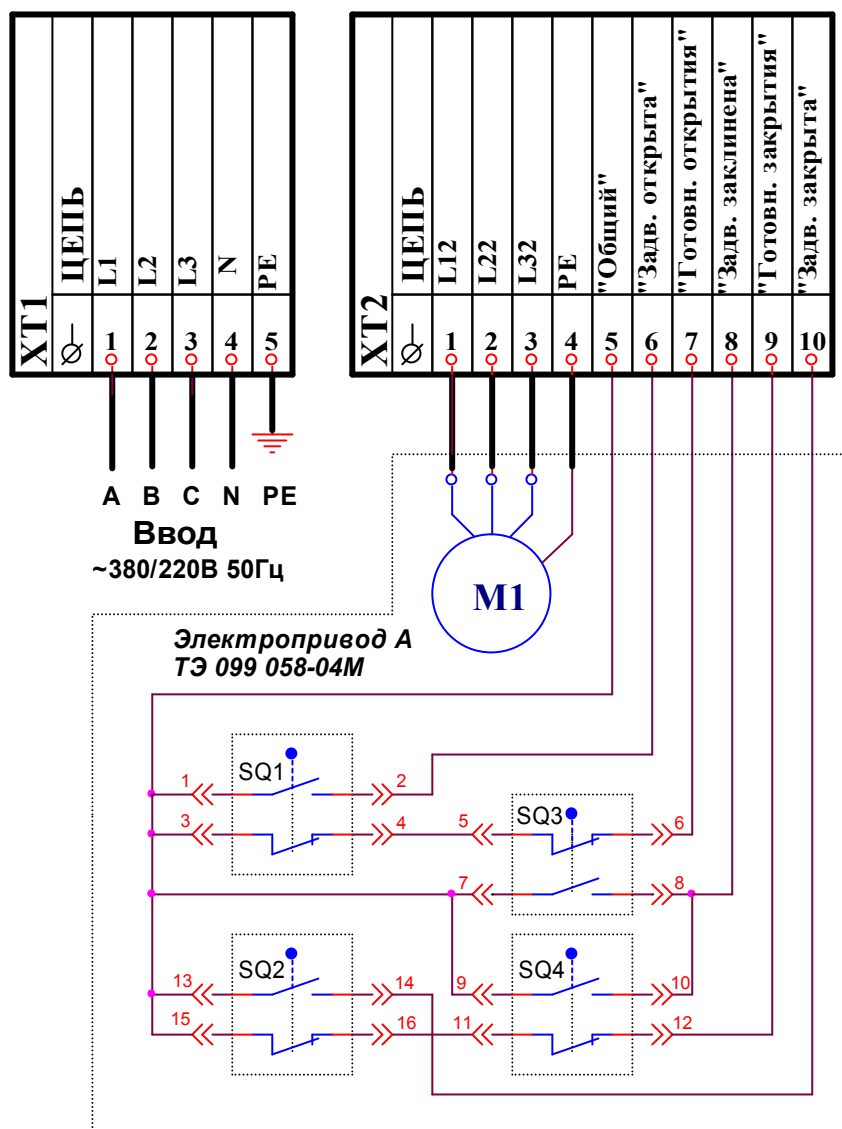 XT1
ЦЕПЬ
L1
L2
L3
N
PE
1
2
3
4
5
A B C N PE
Ввод
~380/220В 50Гц
XT2
ЦЕПЬ
L12
L22
L32
PE
"Общий"
"Задв. открыта"
"Готовн. открытия"
"Задв. заклинена"
"Готовн. закрытия"
"Задв. закрыта"
1
2
3
4
5
6
7
8
9
10
M1
Электропривод А
ТЭ 099 058-04М
SQ1
1
2
3
4
SQ3
5
6
7
8
SQ2
13
14
15
16
SQ4
9
10
11
12